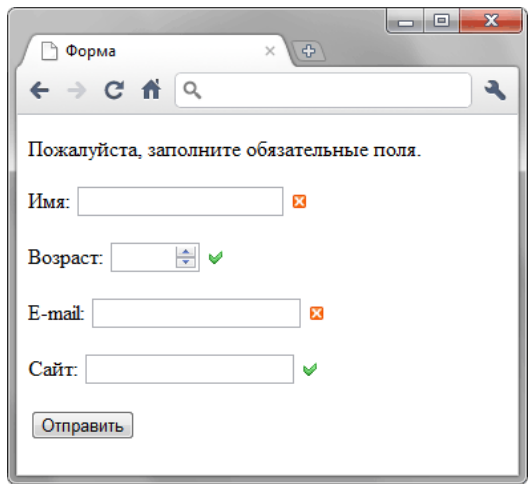 Форма
Пожалуйста, заполните обязательные поля.
Имя:
Возраст:
E-mail:
Сайт:
Отправить